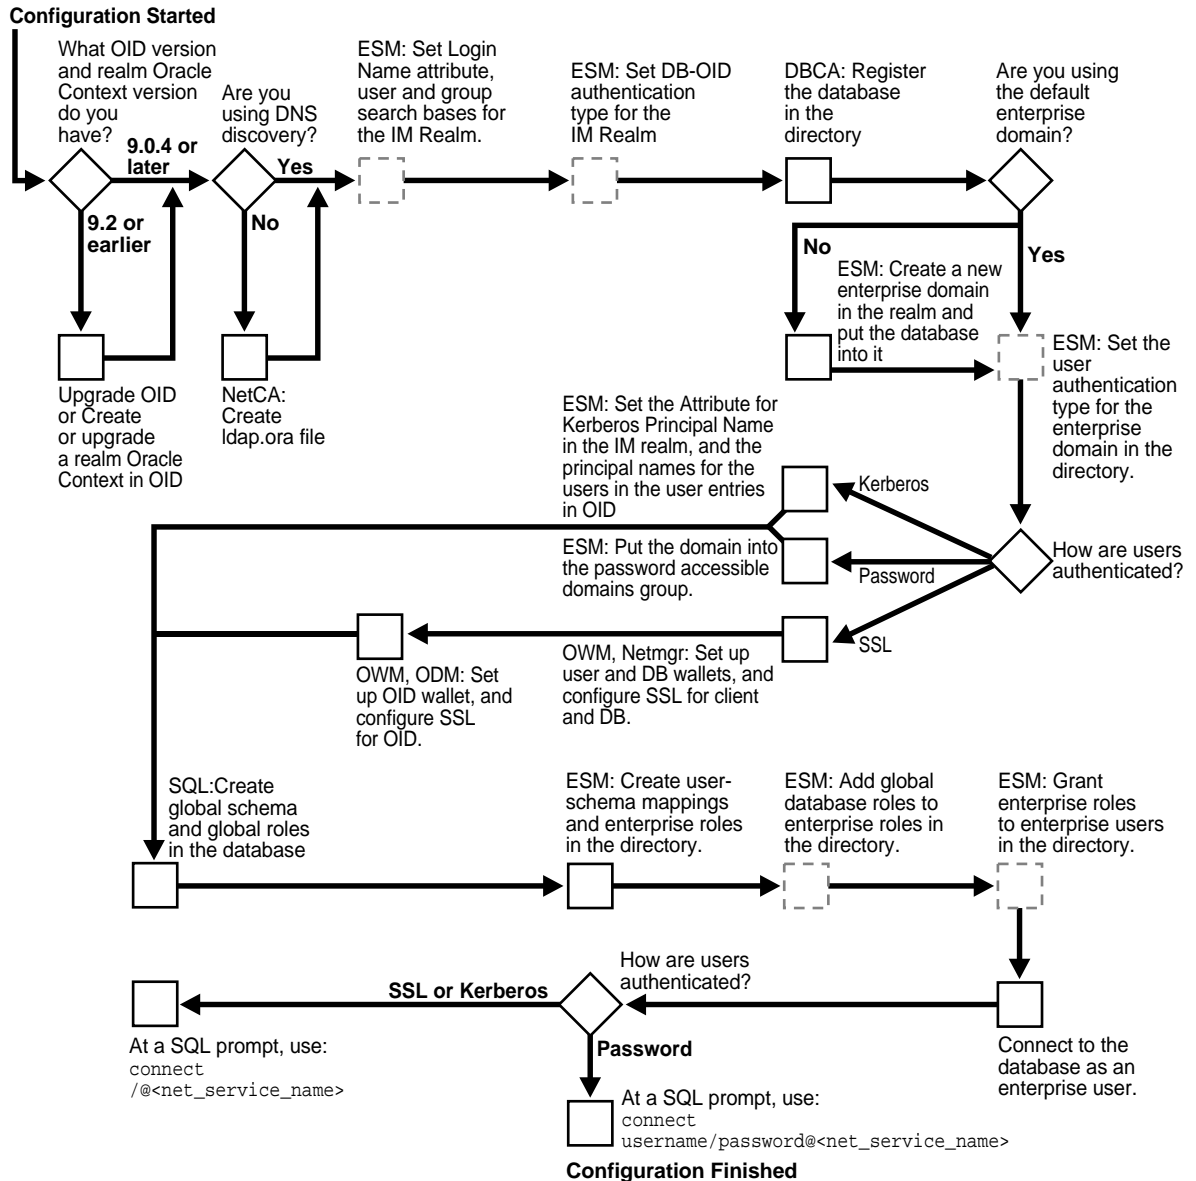 Configuration Started
What OID version
and realm Oracle
Context version
do you
have?
Are you
using DNS
discovery?
ESM: Set Login
Name attribute,
user and group
search bases for
the IM Realm.
ESM: Set DB-OID
authentication
type for the
IM Realm
DBCA: Register
the database
in the
directory
Are you using
the default
enterprise
domain?
9.0.4 or
later
Yes
9.2 or
earlier
No
No
Yes
ESM: Create a new
enterprise domain
in the realm and
put the database
into it
ESM: Set the
user
authentication
type for the
enterprise
domain in the
directory.
Upgrade OID
or Create
or upgrade
a realm Oracle
Context in OID
NetCA:
Create
ldap.ora file
ESM: Set the Attribute for
Kerberos Principal Name
in the IM realm, and the
principal names for the
users in the user entries
in OID
Kerberos
ESM: Put the domain into
the password accessible
domains group.
Password
How are users
authenticated?
SSL
OWM, Netmgr: Set up
user and DB wallets, and
configure SSL for client
and DB.
OWM, ODM: Set
up OID wallet, and
configure SSL
for OID.
SQL:Create
global schema
and global roles
in the database
ESM: Create user-
schema mappings
and enterprise roles
in the directory.
ESM: Add global
database roles to
enterprise roles in
the directory.
ESM: Grant
enterprise roles
to enterprise users
in the directory.
How are users
authenticated?
SSL or Kerberos
Password
Connect to the
database as an
enterprise user.
At a SQL prompt, use:
connect
/@<net_service_name>
At a SQL prompt, use:
connect
username/password@<net_service_name>
Configuration Finished